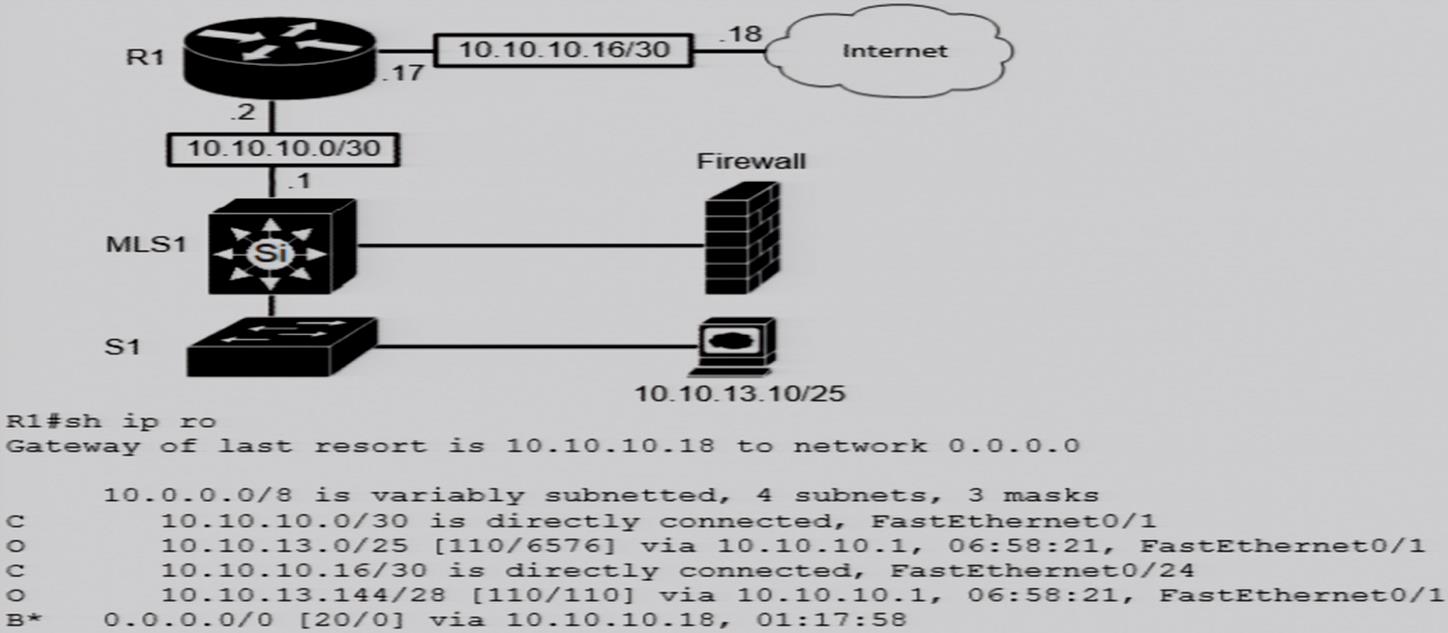 R1
.17
10.10.10.16/30
.18
Internet
.2
10.10.10.0/30
.1
Firewall
MLS1
Si
S1
10.10.13.10/25
R1#sh ip ro
Gateway of last resort is 10.10.10.18 to network 0.0.0.0
10.0.0.0/8 is variably subnetted, 4 subnets, 3 masks
C 10.10.10.0/30 is directly connected, FastEthernet0/1
O 10.10.13.0/25 [110/6576] via 10.10.10.1, 06:58:21, FastEthernet0/1
C 10.10.10.16/30 is directly connected, FastEthernet0/24
O 10.10.13.144/28 [110/110] via 10.10.10.1, 06:58:21, FastEthernet0/1
B* 0.0.0.0/0 [20/0] via 10.10.10.18, 01:17:58